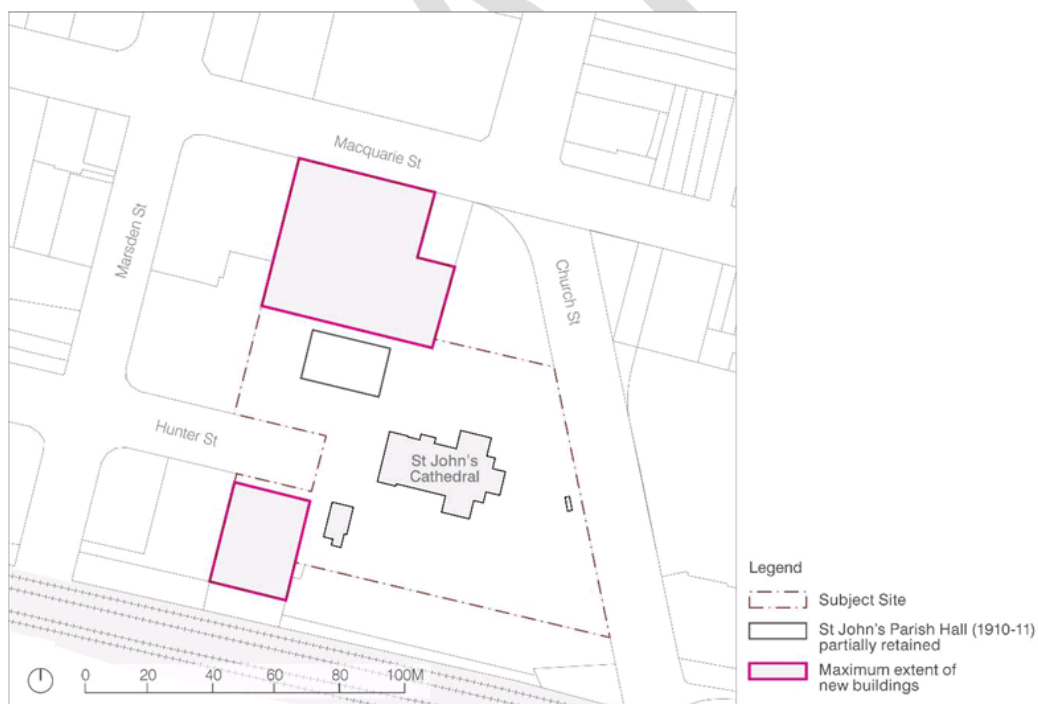 Macquarie St
Marsden St
Church St
Hunter St
St John's
Cathedral
Legend
Subject Site
St John's Parish Hall (1910-11)
partially retained
Maximum extent of
new buildings
0 20 40 60 80 100M